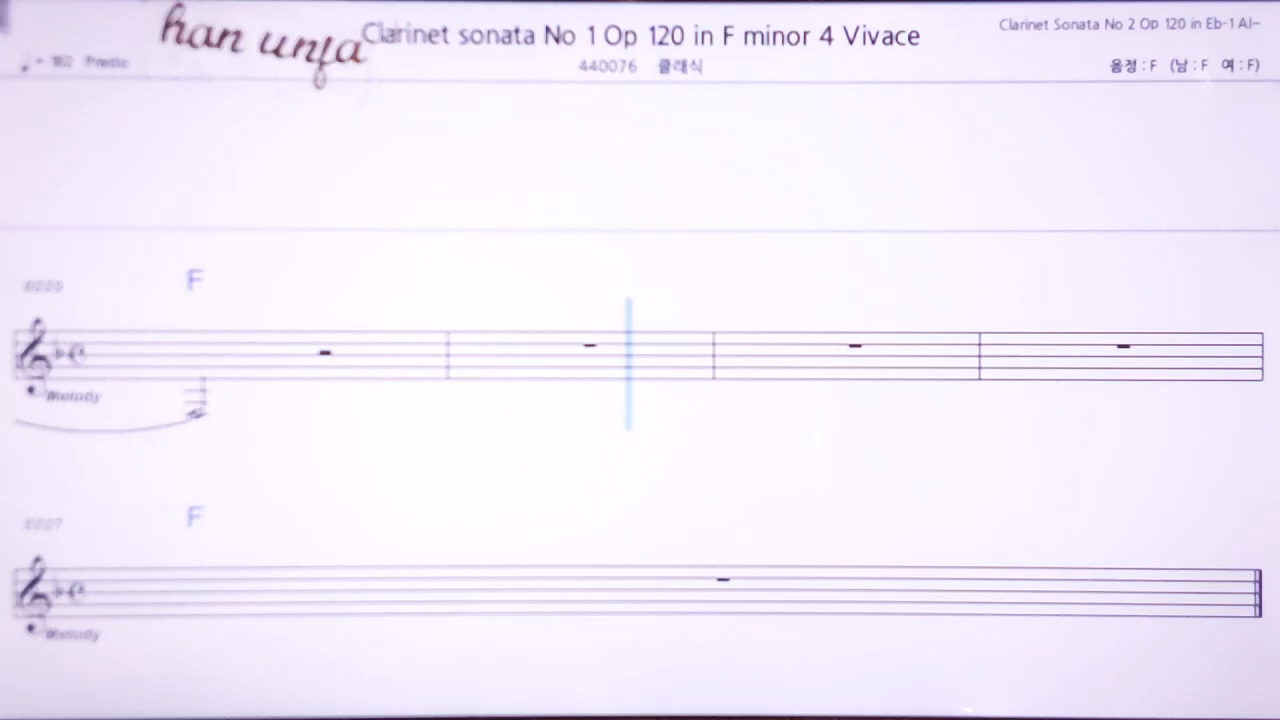 han unfa
Clarinet sonata No 1 Op 120 in F minor 4 Vivace
Clarinet Sonata No 2 Op 120 in Eb-1 Al-
Presto
440076 클래식
음정 : F (남 : F 여 : F)
F
Melody
F
Melody